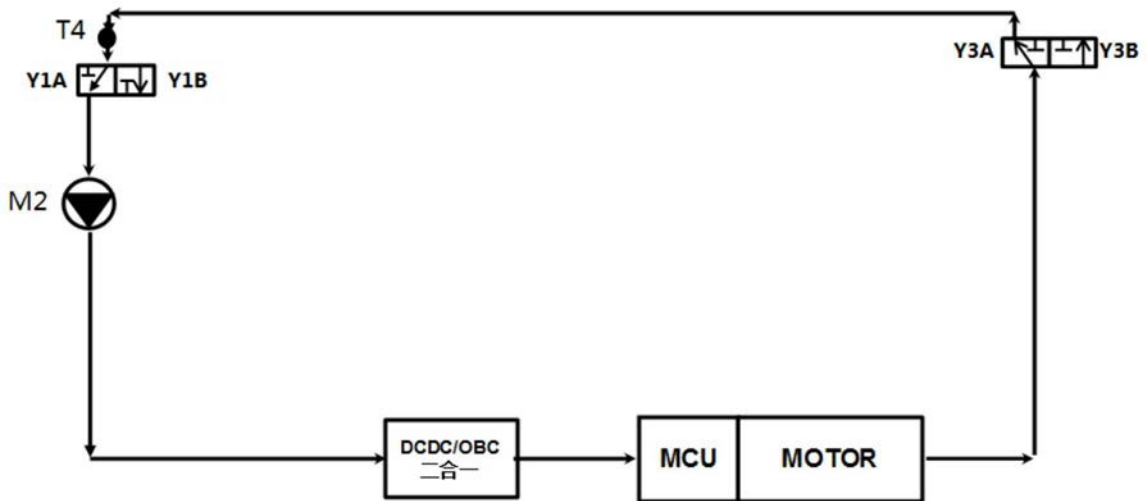 T4
Y1A
Y1B
Y3A
Y3B
M2
DCDC/OBC
二合一
MCU
MOTOR